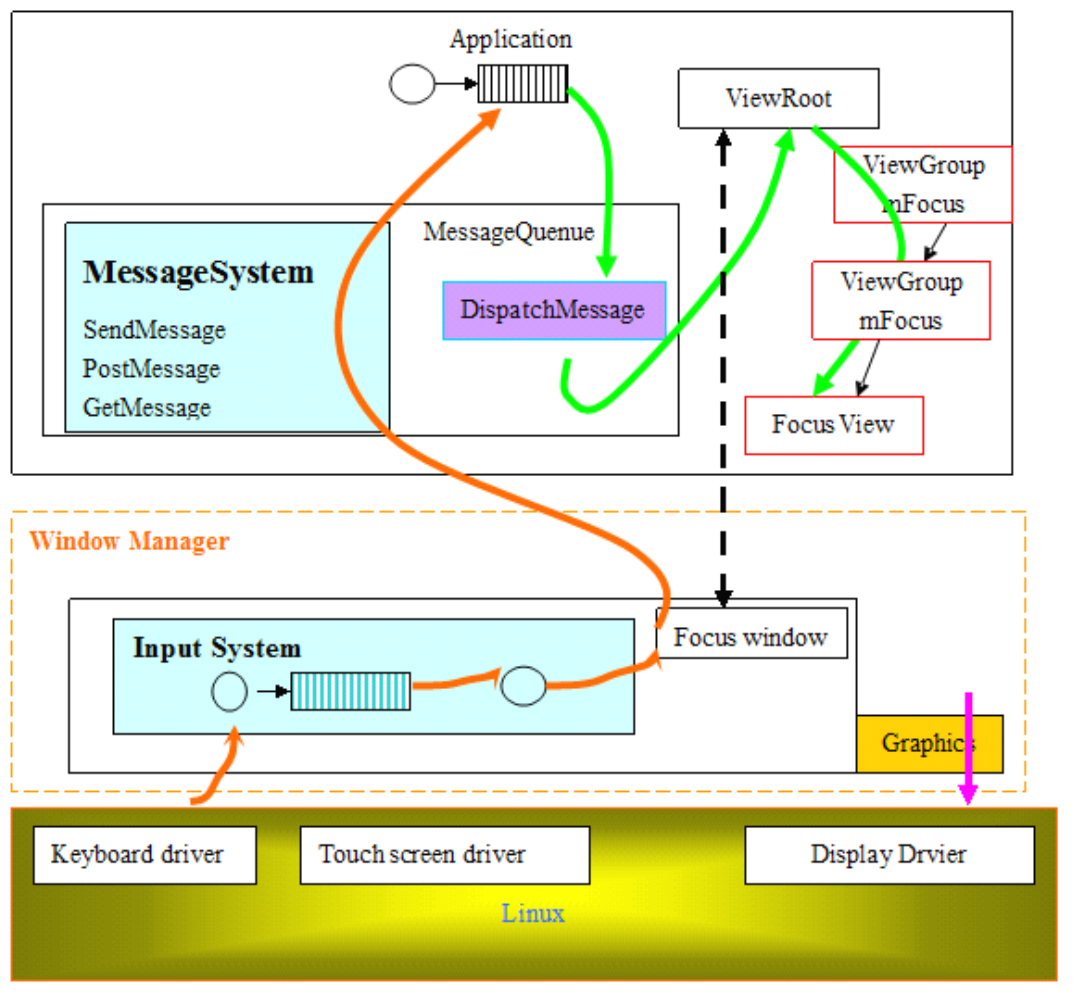 Application
ViewRoot
ViewGroup
mFocus
MessageQuenue
MessageSystem
SendMessage
PostMessage
GetMessage
DispatchMessage
ViewGroup
mFocus
Focus View
Window Manager
Input System
Focus window
Graphics
Keyboard driver
Touch screen driver
Display Drvier
Linux